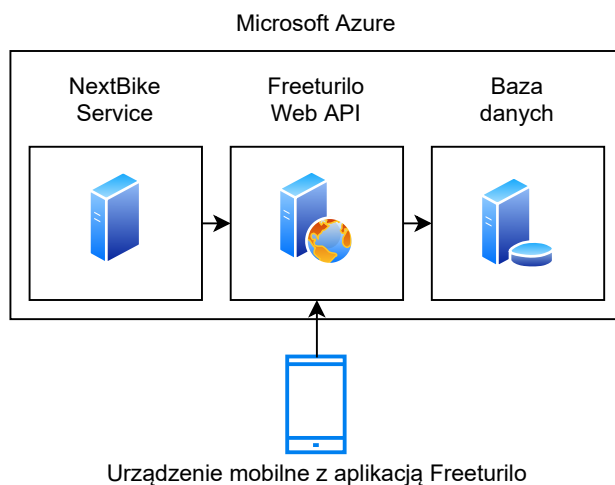 Microsoft Azure
NextBike
Service
Freeturilo
Web API
Baza
danych
Urządzenie mobilne z aplikacją Freeturilo